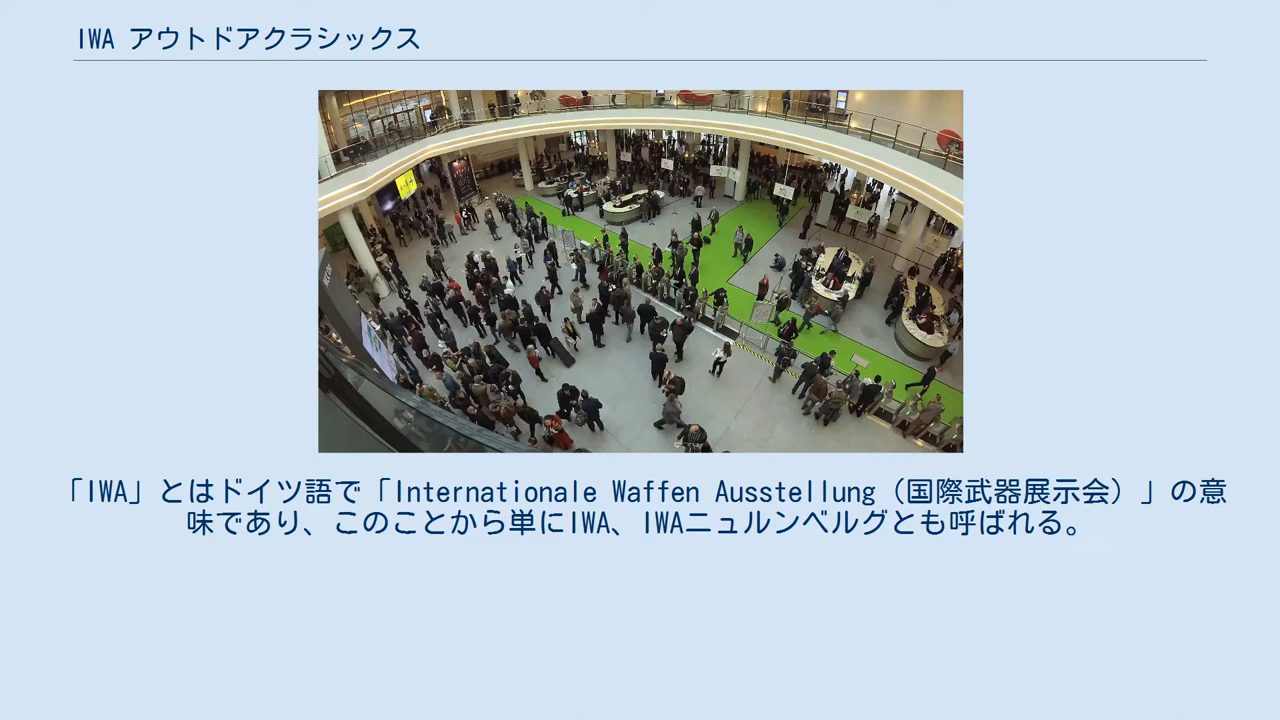 IWA アウトドアクラシックス
「IWA」とはドイツ語で「Internationale Waffen Ausstellung（国際武器展示会）」の意
味であり、このことから単にIWA、IWAニュルンベルグとも呼ばれる。